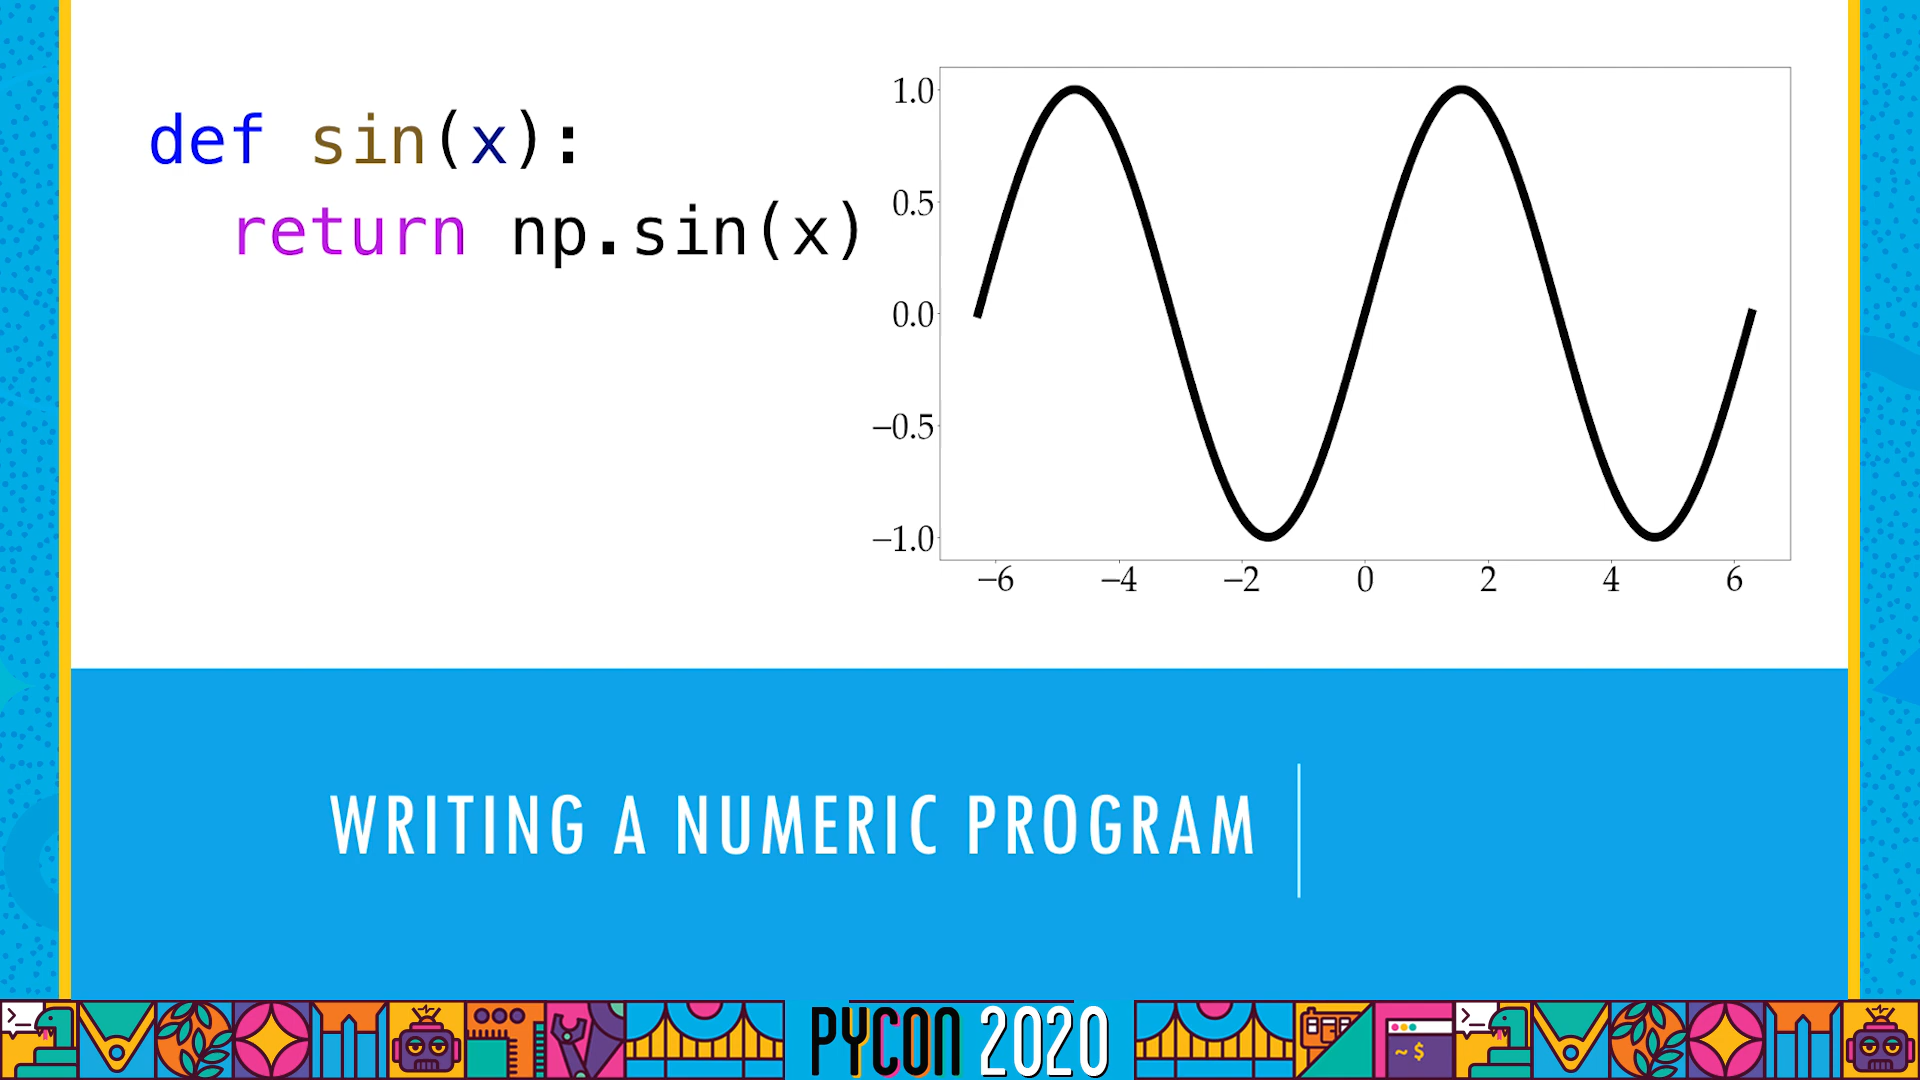 def sin(x):
return np.sin(x)
1.0
0.5
0.0
−0.5
−1.0
−6 −4 −2 0 2 4 6
WRITING A NUMERIC PROGRAM
PYCON 2020
>_
~ $
>_